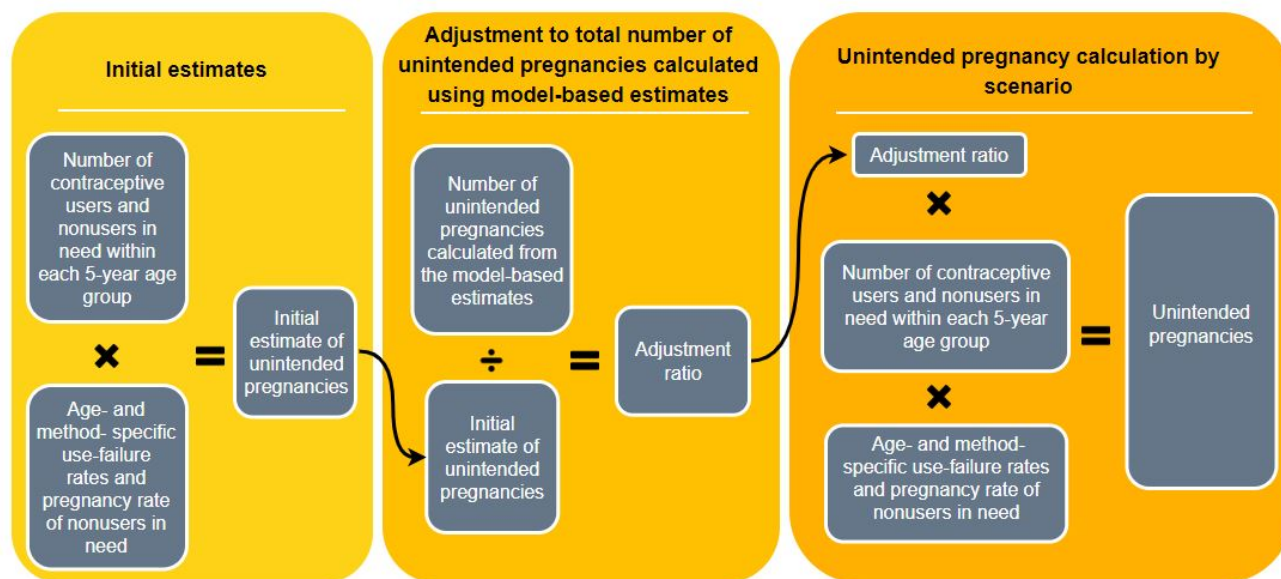 Initial estimates
Number of
contraceptive
users and
nonusers in
need within
each 5-year age
group
×
Age- and
method- specific
use-failure
rates and
pregnancy rate
of nonusers in
need
=
Initial
estimate of
unintended
pregnancies
Adjustment to total number of
unintended pregnancies calculated
using model-based estimates
Number of
unintended
pregnancies
calculated from
the model-based
estimates
÷
Initial
estimate of
unintended
pregnancies
=
Adjustment
ratio
Unintended pregnancy calculation by
scenario
Adjustment ratio
×
Number of contraceptive
users and nonusers in
need within each 5-year
age group
×
Age- and method-
specific use-failure rates
and pregnancy rate of
nonusers in need
=
Unintended
pregnancies